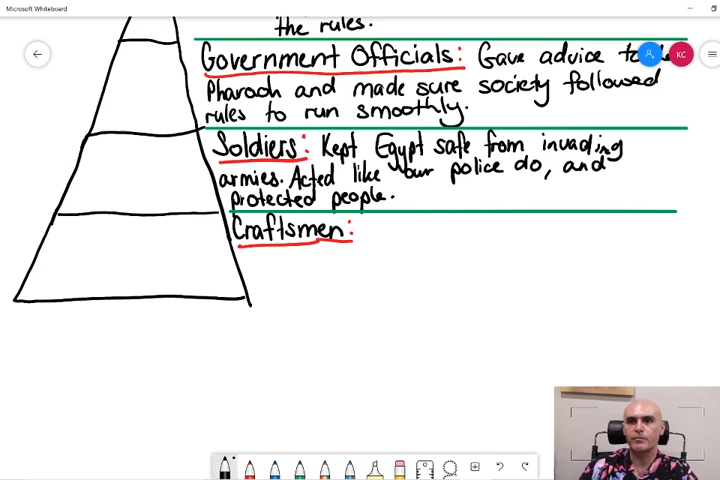 Microsoft Whiteboard
the rules.
Government Officials: Gave advice to
KC
Pharaoh and made sure society followed
rules to run smoothly.
Soldiers: Kept Egypt safe from invading
armies. Acted like our police do, and
protected people.
Craftsmen: